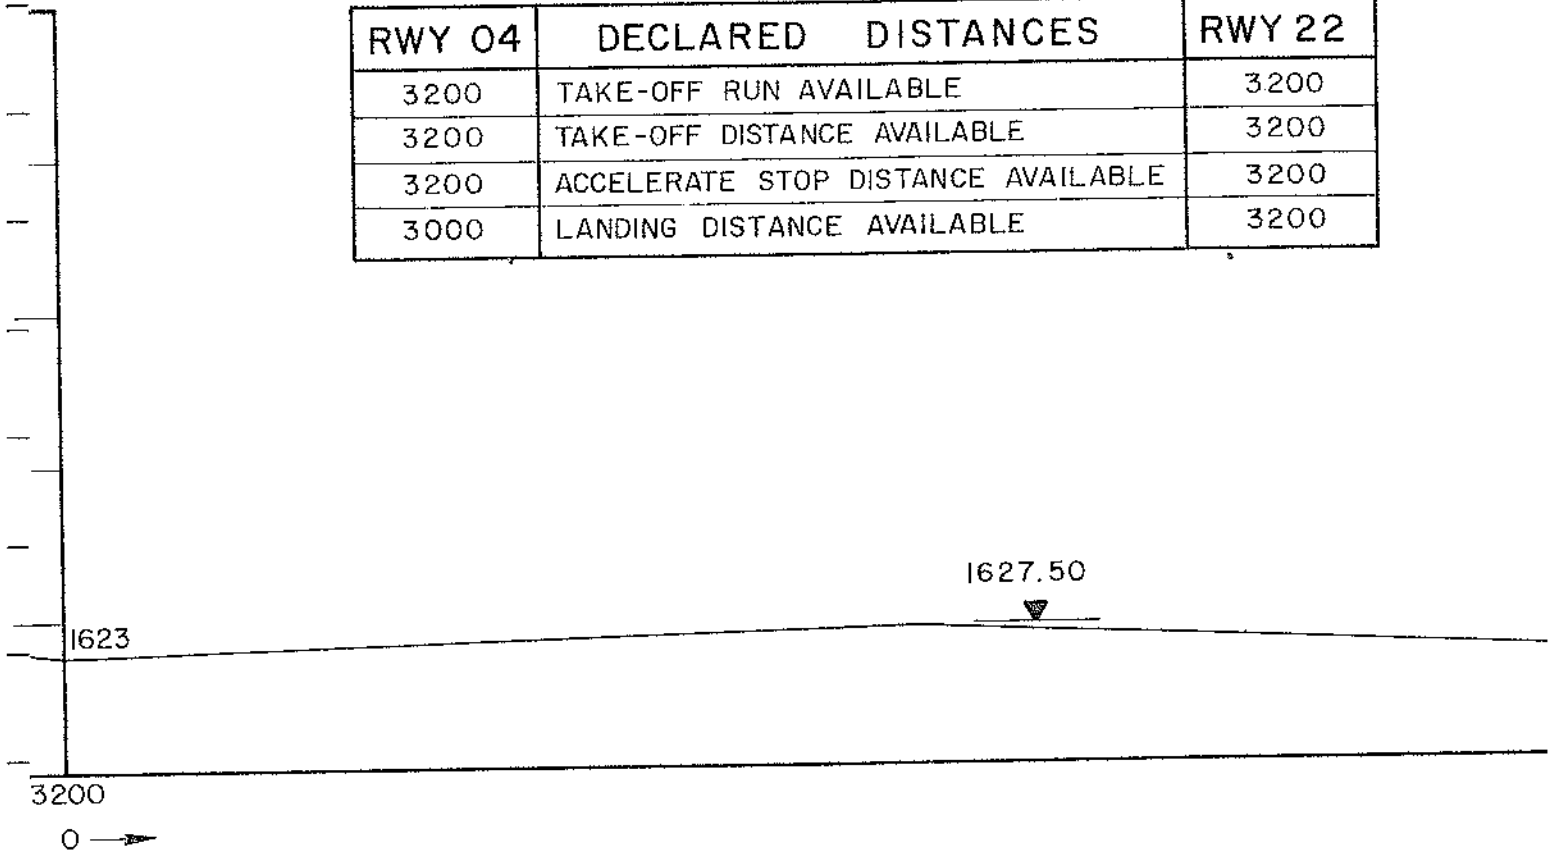 RWY 04 DECLARED DISTANCES RWY 22
3200 TAKE-OFF RUN AVAILABLE 3200
3200 TAKE-OFF DISTANCE AVAILABLE 3200
3200 ACCELERATE STOP DISTANCE AVAILABLE 3200
3000 LANDING DISTANCE AVAILABLE 3200
1627.50
1623
3200
0